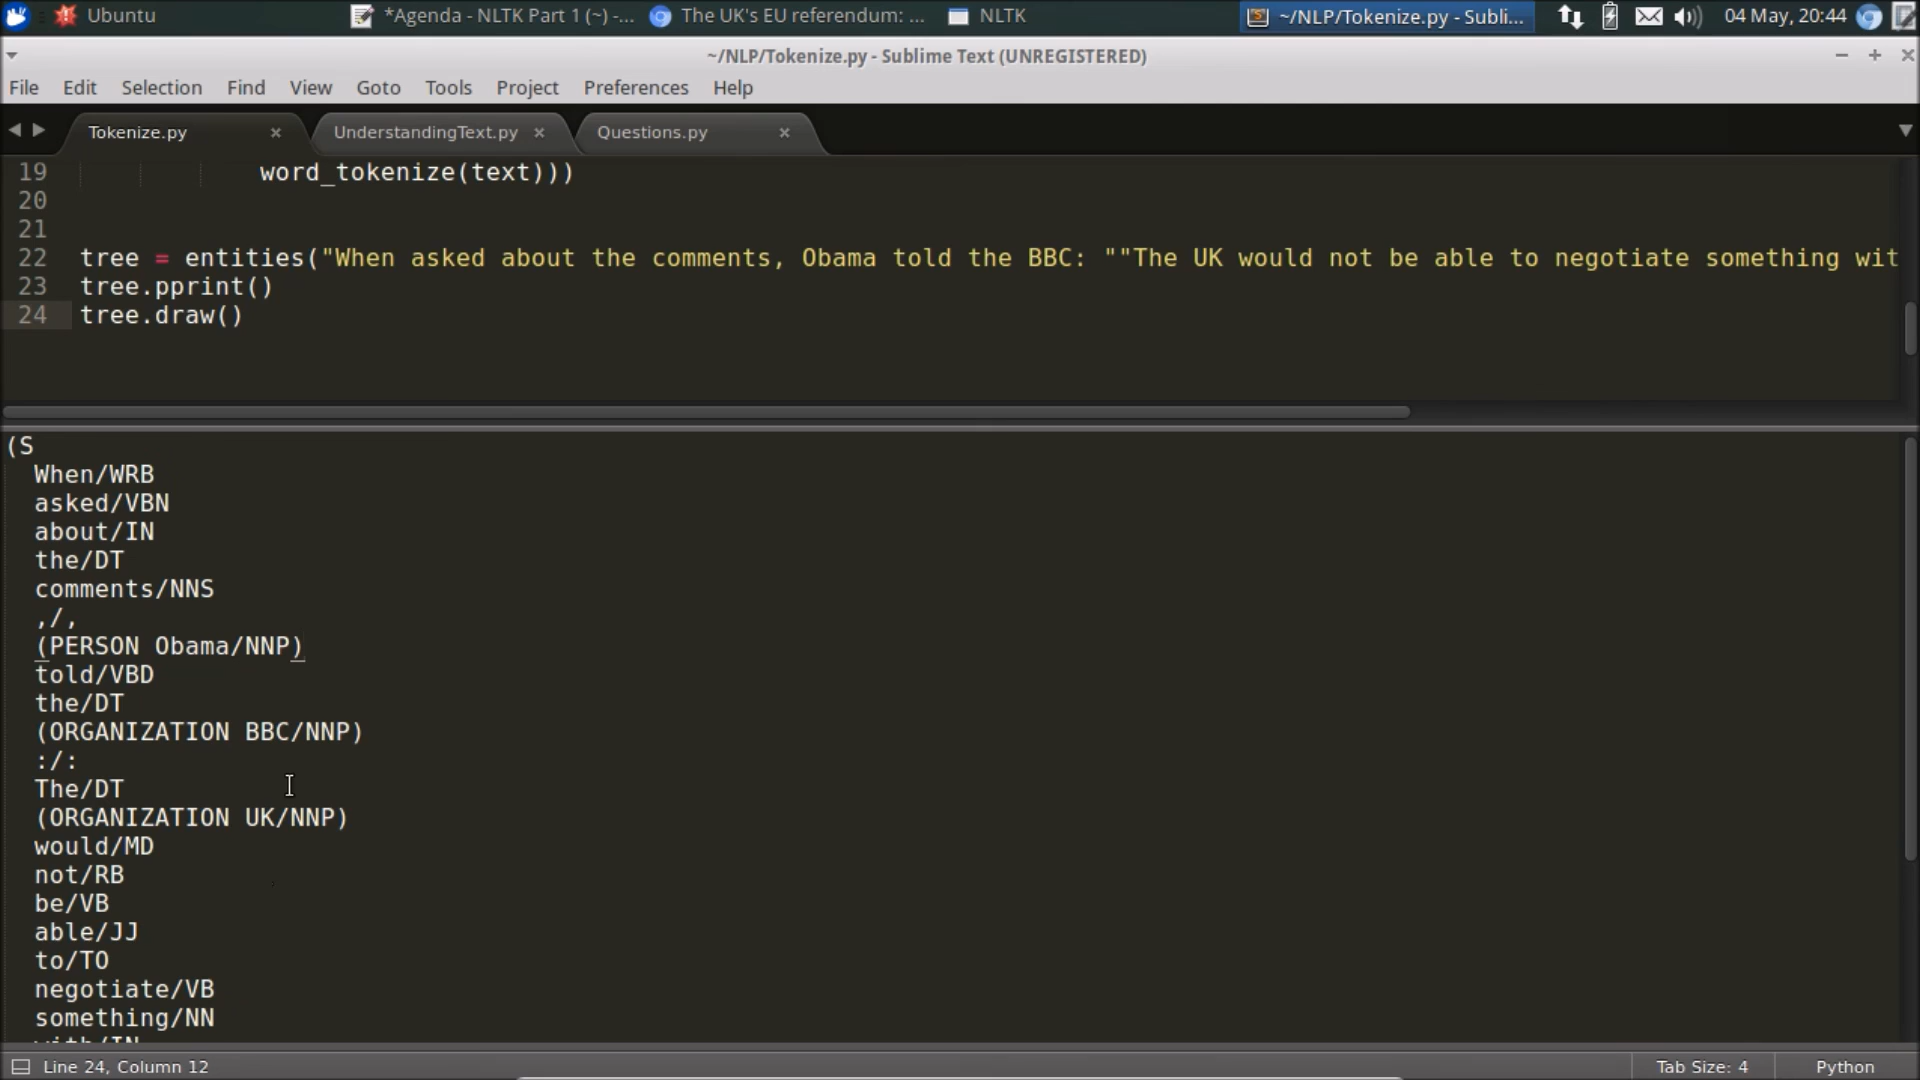 Ubuntu *Agenda - NLTK Part 1 (~) -... The UK's EU referendum: ... NLTK ~/NLP/Tokenize.py - Subli... 04 May, 20:44
~/NLP/Tokenize.py - Sublime Text (UNREGISTERED)
File Edit Selection Find View Goto Tools Project Preferences Help
Tokenize.py UnderstandingText.py Questions.py
19 word_tokenize(text)))
20
21
22 tree = entities("When asked about the comments, Obama told the BBC: ""The UK would not be able to negotiate something wit
23 tree.pprint()
24 tree.draw()
(S
When/WRB
asked/VBN
about/IN
the/DT
comments/NNS
,/,
(PERSON Obama/NNP)
told/VBD
the/DT
(ORGANIZATION BBC/NNP)
:/:
The/DT
(ORGANIZATION UK/NNP)
would/MD
not/RB
be/VB
able/JJ
to/TO
negotiate/VB
something/NN
with/IN
Line 24, Column 12 Tab Size: 4 Python